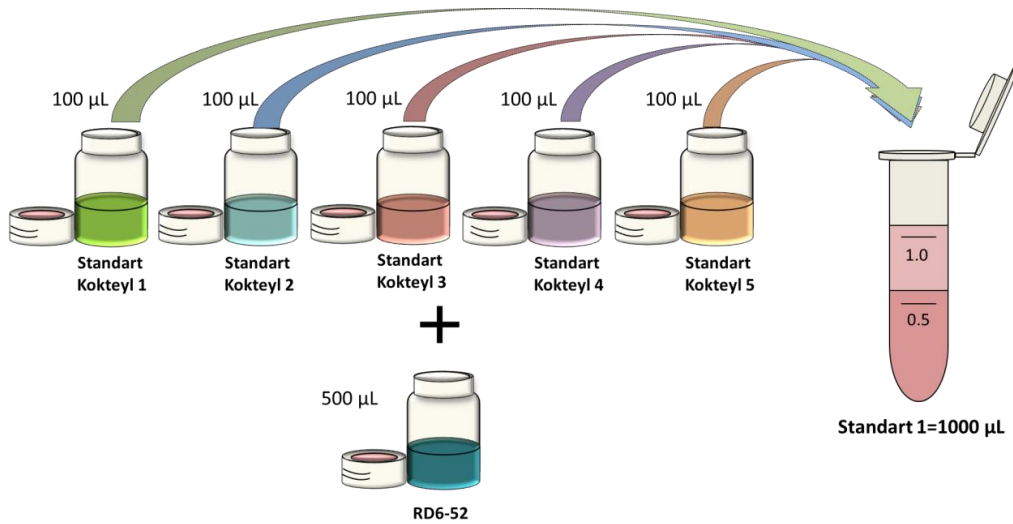 100 µL
100 µL
100 µL
100 µL
100 µL
Standart
Kokteyl 1
Standart
Kokteyl 2
Standart
Kokteyl 3
Standart
Kokteyl 4
Standart
Kokteyl 5
1.0
0.5
Standart 1=1000 µL
+
500 µL
RD6-52